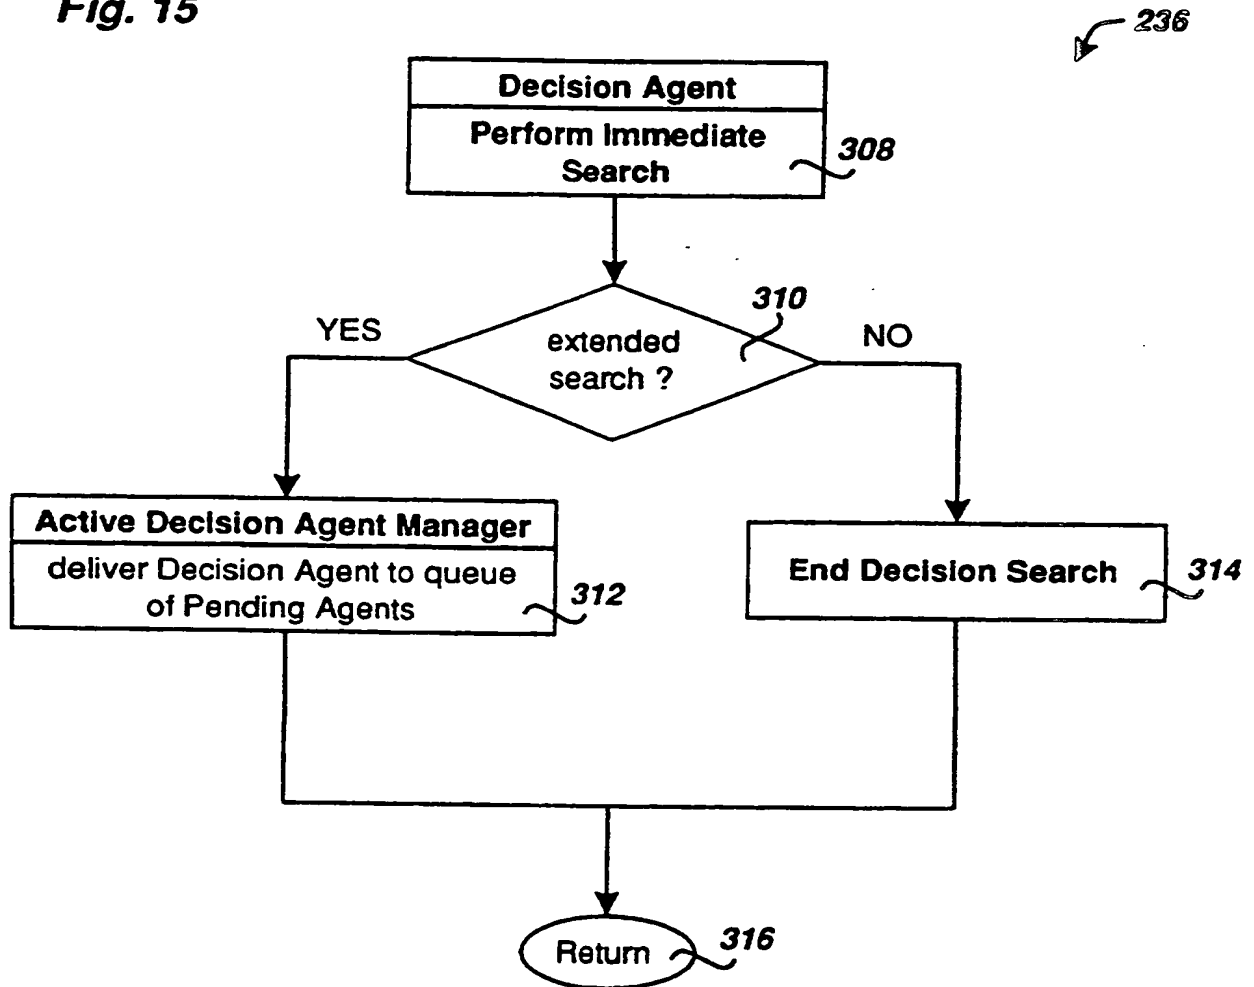 Fig. 15
236
Decision Agent
Perform Immediate
Search
308
310
YES
extended
search ?
NO
Active Decision Agent Manager
deliver Decision Agent to queue
of Pending Agents
312
End Decision Search
314
Return
316